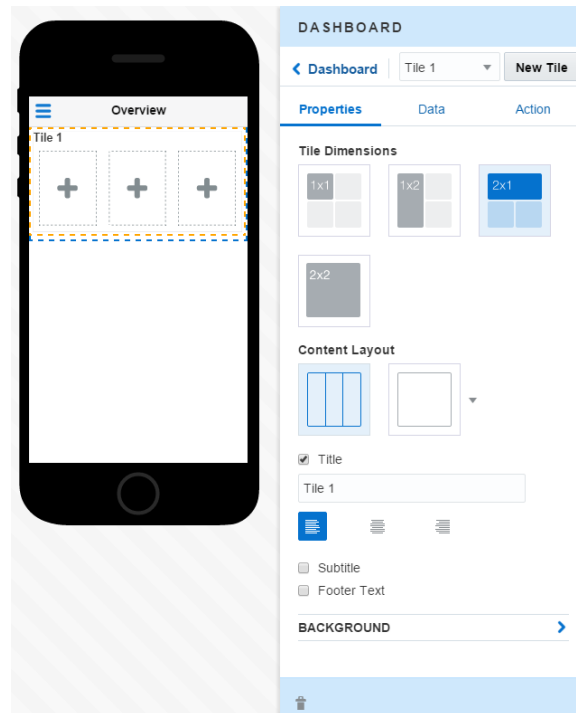 DASHBOARD
Dashboard Tile 1 New Tile
Overview
Properties Data Action
Tile 1
Tile Dimensions
1x1 1x2 2x1
2x2
Content Layout
Title
Tile 1
Subtitle
Footer Text
BACKGROUND